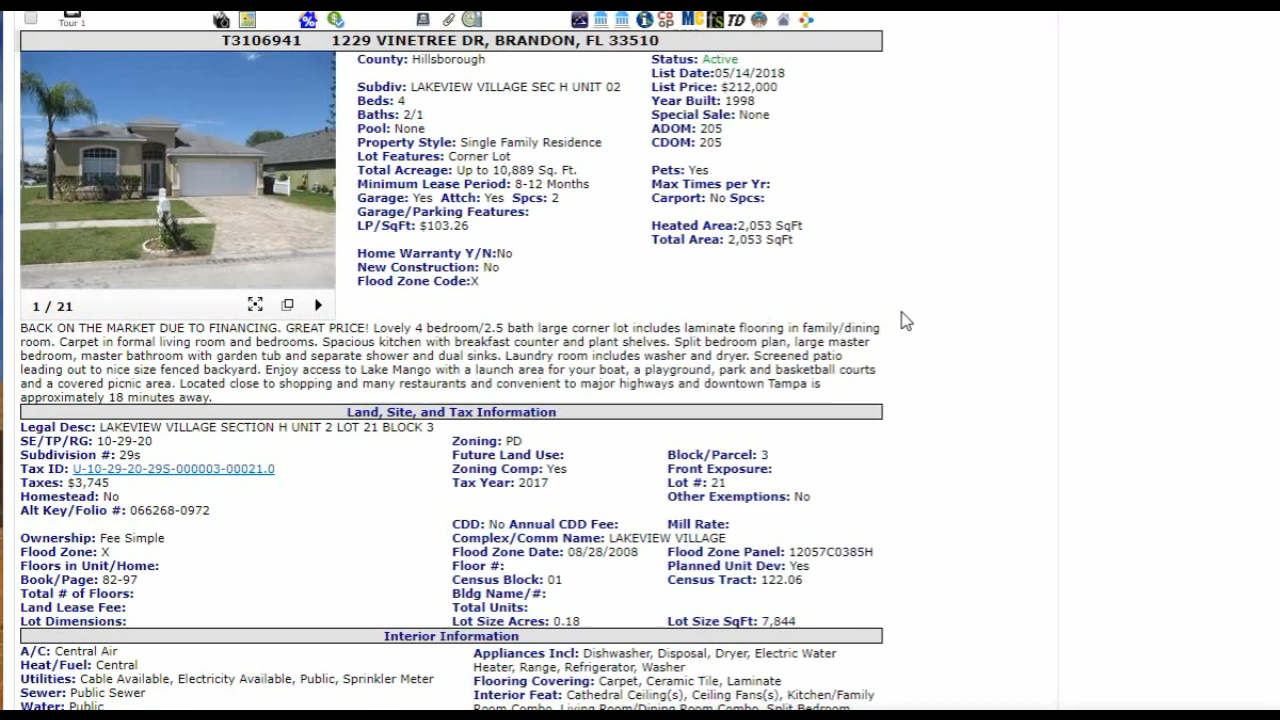 Tour 1
MC fs TD
CO
OP
T3106941 1229 VINETREE DR, BRANDON, FL 33510
County: Hillsborough
Subdiv: LAKEVIEW VILLAGE SEC H UNIT 02
Beds: 4
Baths: 2/1
Pool: None
Property Style: Single Family Residence
Lot Features: Corner Lot
Total Acreage: Up to 10,889 Sq. Ft.
Minimum Lease Period: 8-12 Months
Garage: Yes Attch: Yes Spcs: 2
Garage/Parking Features:
LP/SqFt: $103.26
Home Warranty Y/N:No
New Construction: No
Flood Zone Code:X
Status: Active
List Date:05/14/2018
List Price: $212,000
Year Built: 1998
Special Sale: None
ADOM: 205
CDOM: 205
Pets: Yes
Max Times per Yr:
Carport: No Spcs:
Heated Area:2,053 SqFt
Total Area: 2,053 SqFt
1 / 21
BACK ON THE MARKET DUE TO FINANCING. GREAT PRICE! Lovely 4 bedroom/2.5 bath large corner lot includes laminate flooring in family/dining
room. Carpet in formal living room and bedrooms. Spacious kitchen with breakfast counter and plant shelves. Split bedroom plan, large master
bedroom, master bathroom with garden tub and separate shower and dual sinks. Laundry room includes washer and dryer. Screened patio
leading out to nice size fenced backyard. Enjoy access to Lake Mango with a launch area for your boat, a playground, park and basketball courts
and a covered picnic area. Located close to shopping and many restaurants and convenient to major highways and downtown Tampa is
approximately 18 minutes away.
Land, Site, and Tax Information
Legal Desc: LAKEVIEW VILLAGE SECTION H UNIT 2 LOT 21 BLOCK 3
SE/TP/RG: 10-29-20 Zoning: PD
Subdivision #: 29s Future Land Use: Block/Parcel: 3
Tax ID: U-10-29-20-29S-000003-00021.0 Zoning Comp: Yes Front Exposure:
Taxes: $3,745 Tax Year: 2017 Lot #: 21
Homestead: No Other Exemptions: No
Alt Key/Folio #: 066268-0972
CDD: No Annual CDD Fee: Mill Rate:
Ownership: Fee Simple Complex/Comm Name: LAKEVIEW VILLAGE
Flood Zone: X Flood Zone Date: 08/28/2008 Flood Zone Panel: 12057C0385H
Floors in Unit/Home: Floor #: Planned Unit Dev: Yes
Book/Page: 82-97 Census Block: 01 Census Tract: 122.06
Total # of Floors: Bldg Name/#:
Land Lease Fee: Total Units:
Lot Dimensions: Lot Size Acres: 0.18 Lot Size SqFt: 7,844
Interior Information
A/C: Central Air
Heat/Fuel: Central
Utilities: Cable Available, Electricity Available, Public, Sprinkler Meter
Sewer: Public Sewer
Water: Public
Appliances Incl: Dishwasher, Disposal, Dryer, Electric Water
Heater, Range, Refrigerator, Washer
Flooring Covering: Carpet, Ceramic Tile, Laminate
Interior Feat: Cathedral Ceiling(s), Ceiling Fans(s), Kitchen/Family
Room Combo, Living Room/Dining Room Combo, Split Bedroom,